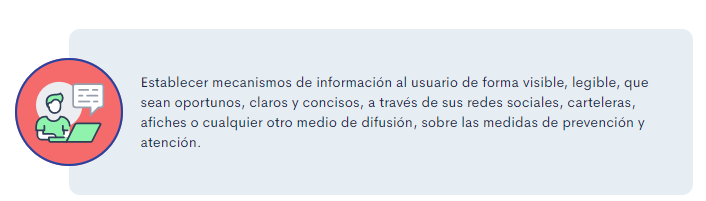 Establecer mecanismos de información al usuario de forma visible, legible, que
sean oportunos, claros y concisos, a través de sus redes sociales, carteleras,
afiches o cualquier otro medio de difusión, sobre las medidas de prevención y
atención.